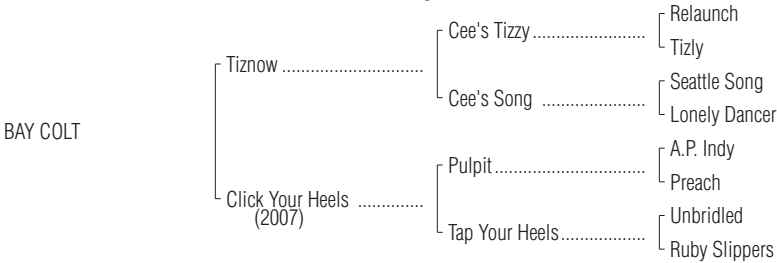 Relaunch
Cee's Tizzy........................
Tizly
Tiznow ..............................
Seattle Song
Cee's Song ......................
Lonely Dancer
BAY COLT
A.P. Indy
Pulpit................................
Preach
Click Your Heels ..............
(2007)
Unbridled
Tap Your Heels..................
Ruby Slippers